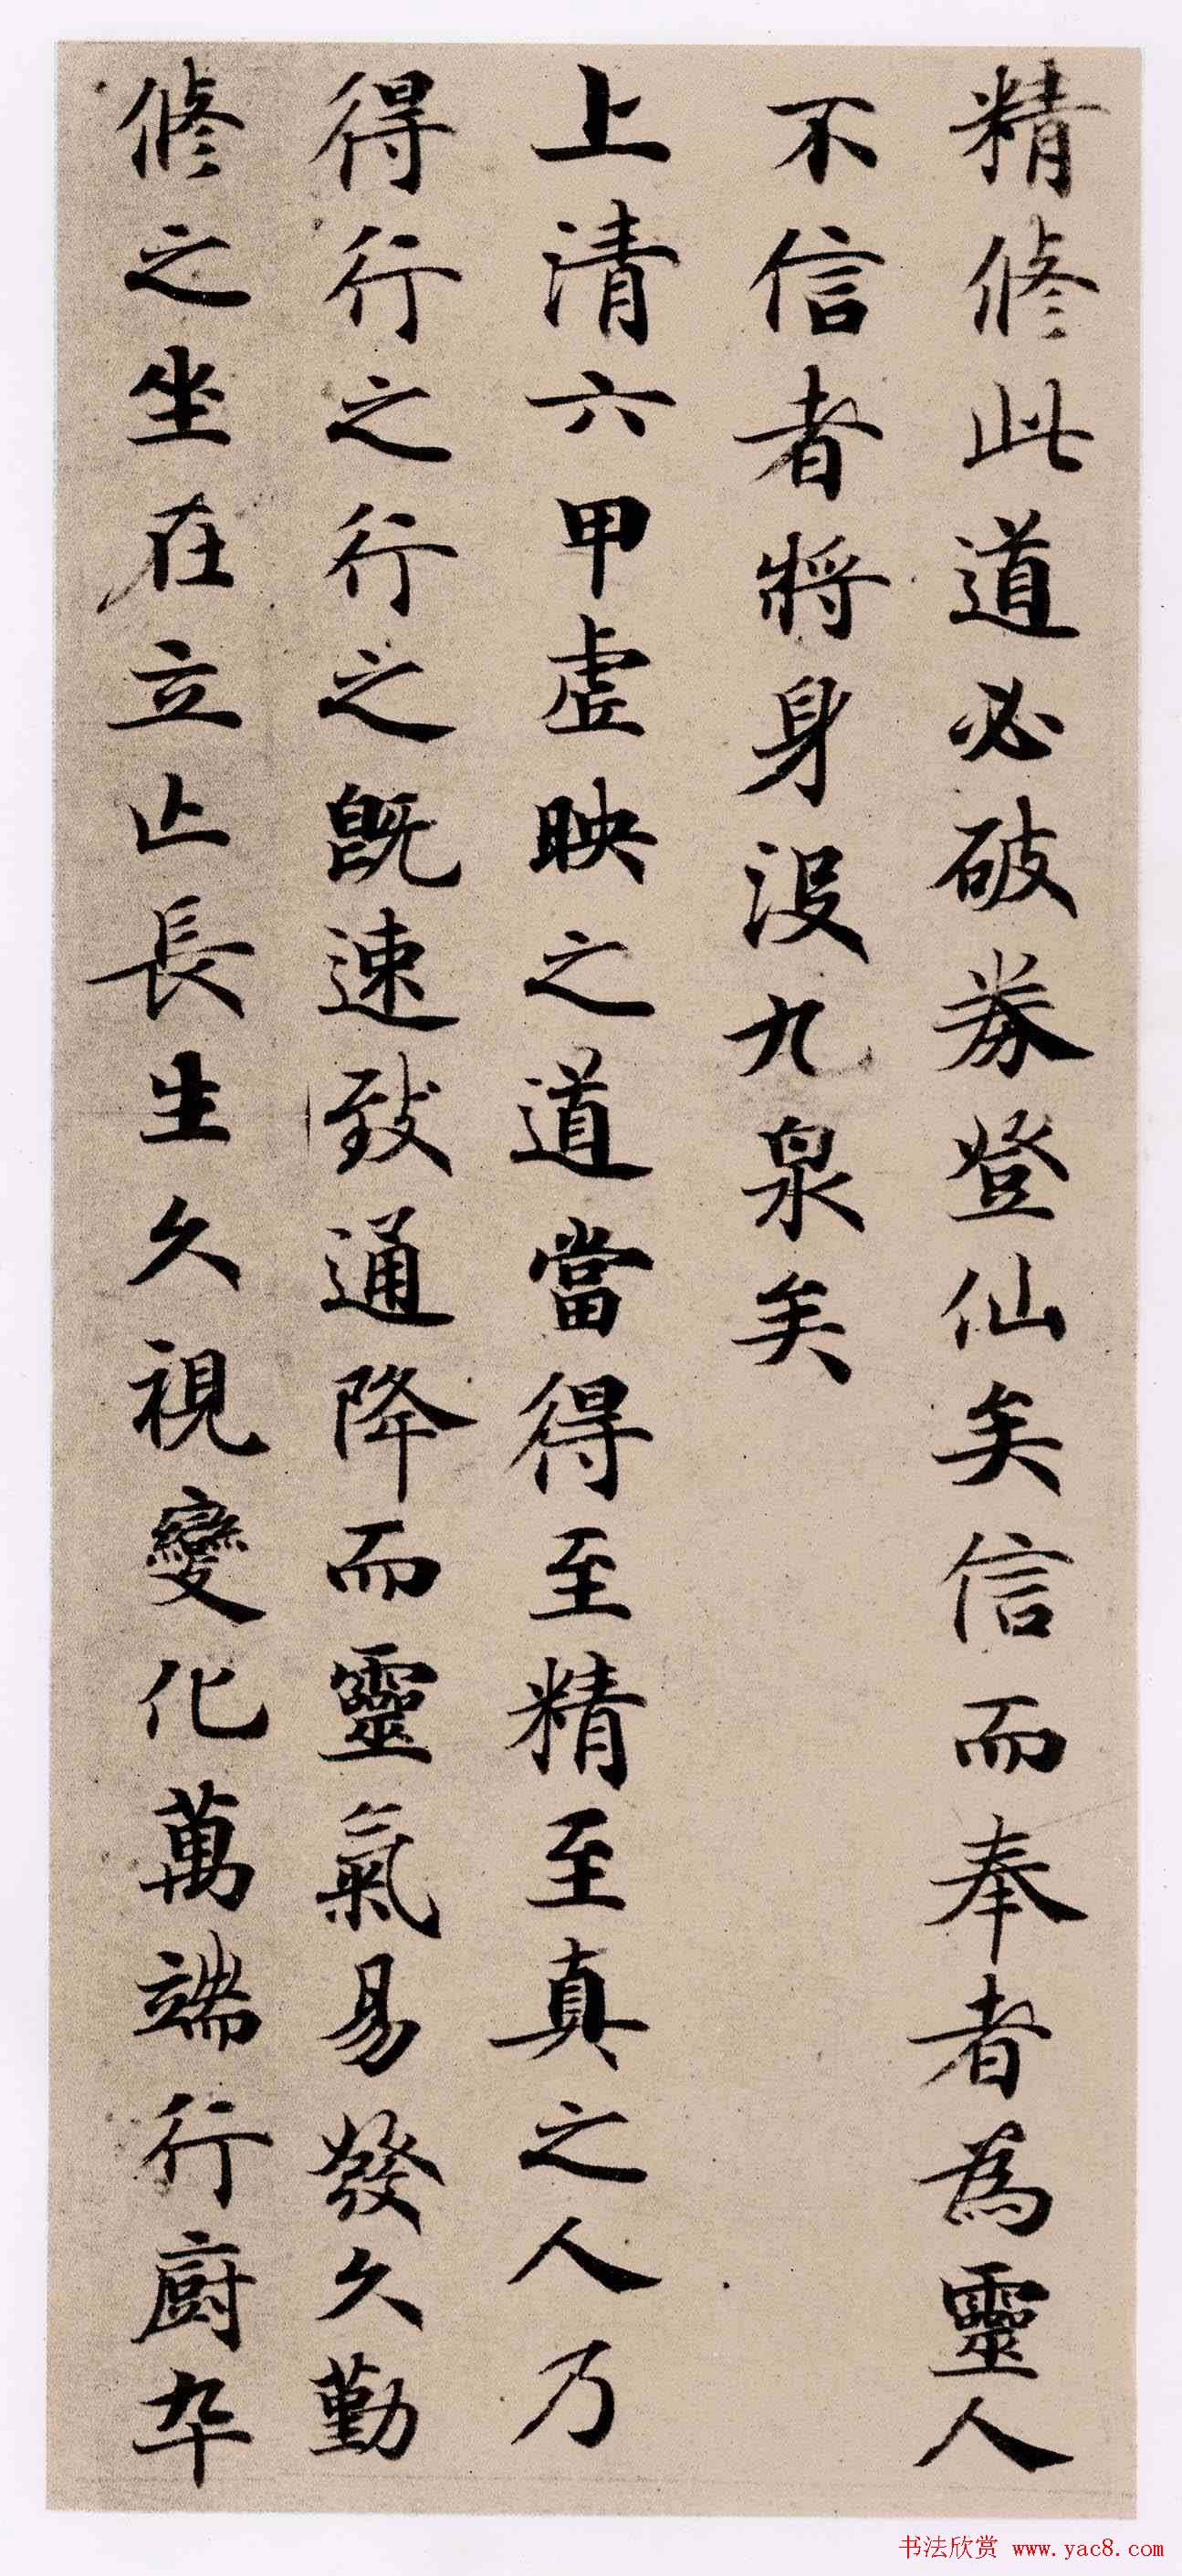 精脩此道必破券登仙矣信而奉者為靈人
不信者將身沒九泉矣
上清六甲虛映之道當得至精至真之人乃
得行之行之既速致通降而靈氣易發久勤
脩之坐在立亡長生久視變化萬端行廚卒
书法欣赏 www.yac8.com